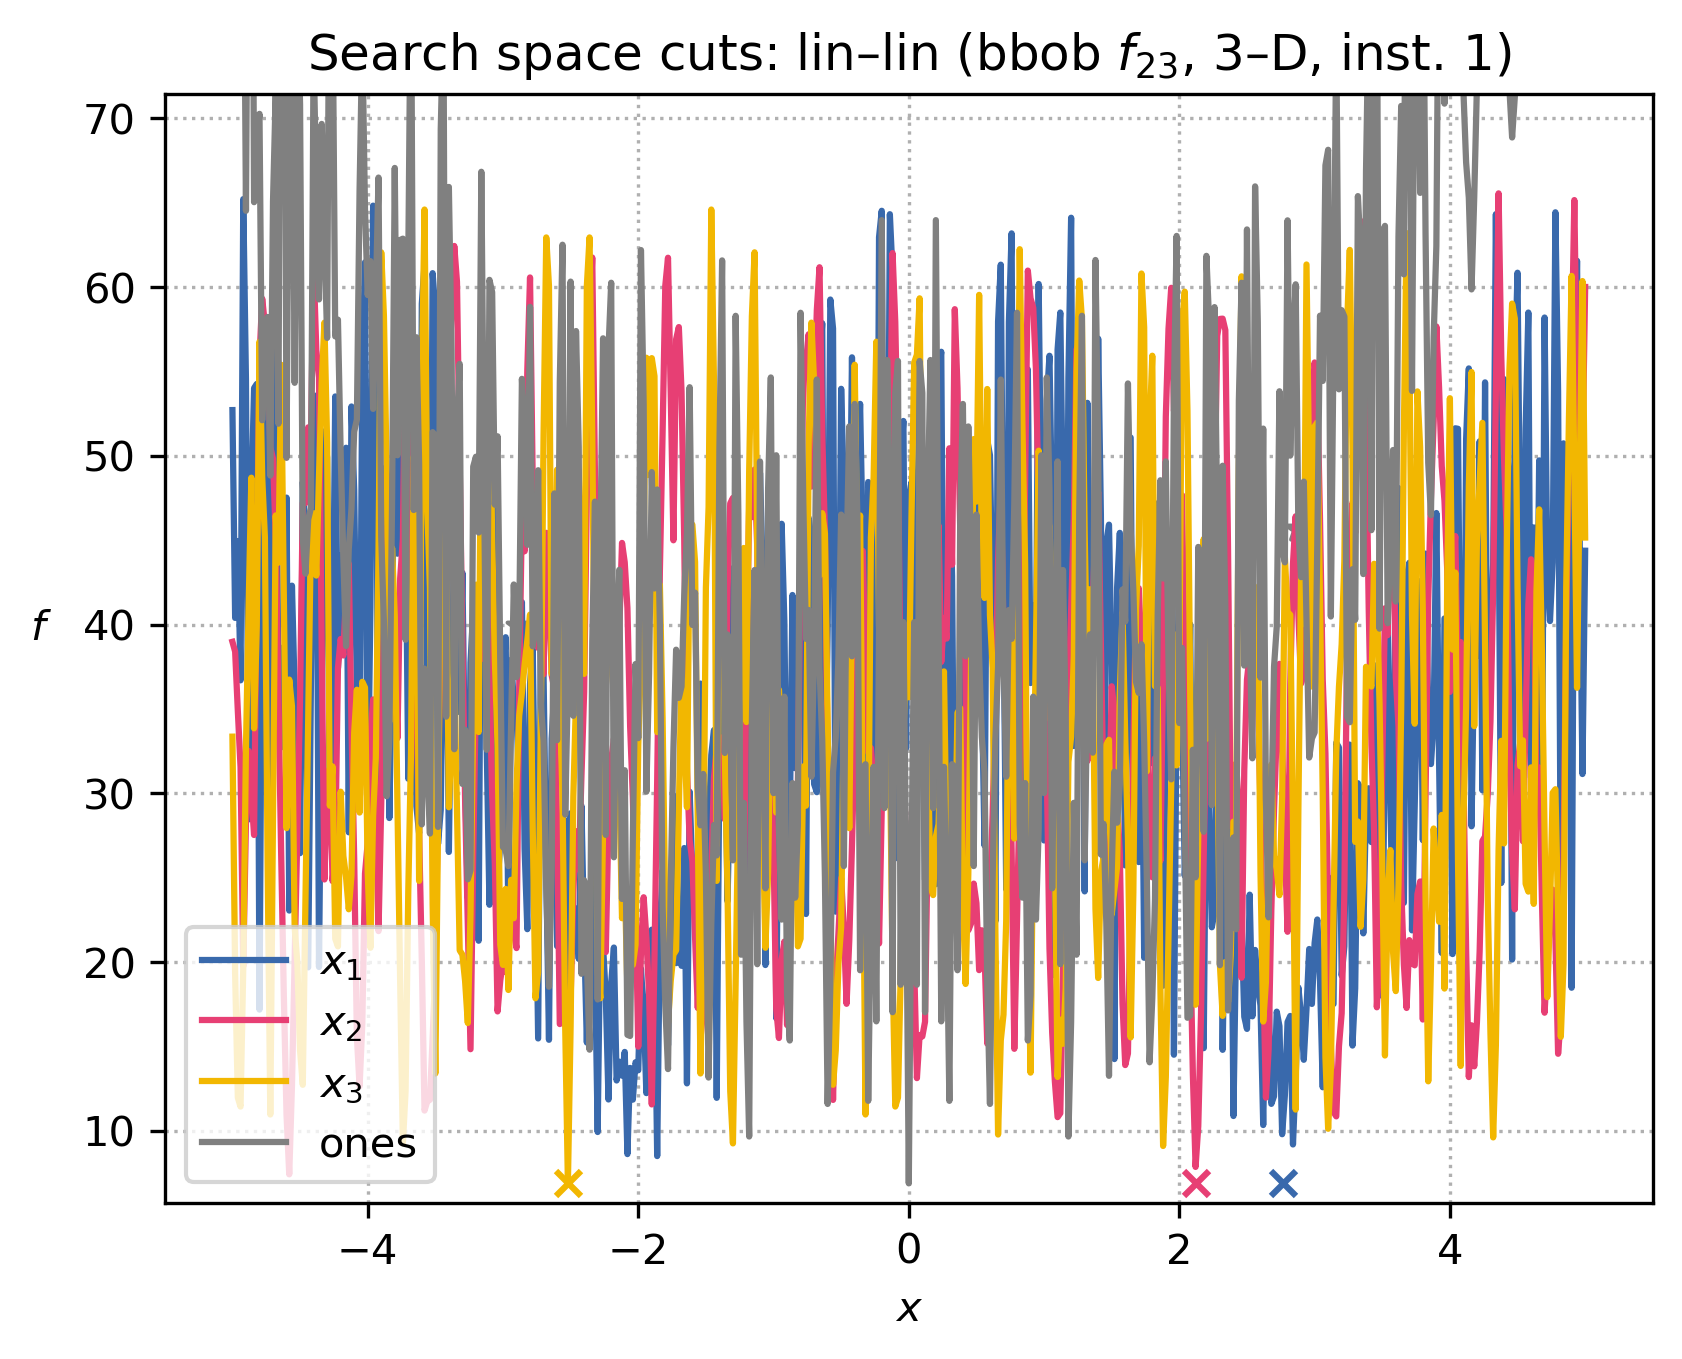 Search space cuts: lin–lin (bbob f23, 3–D, inst. 1)
70
60
50
40
30
20
10
f
x1
x2
x3
ones
−4
−2
0
2
4
x